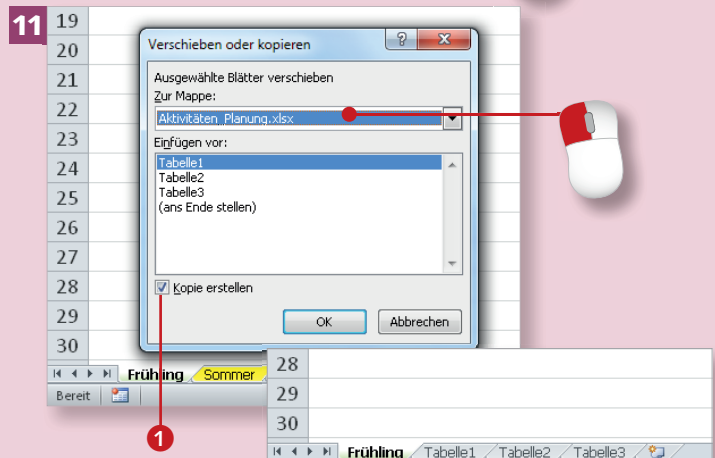 11
19
20
21
22
23
24
25
26
27
28
29
30
Verschieben oder kopieren
Ausgewählte Blätter verschieben
Zur Mappe:
Aktivitäten_Planung.xlsx
Einfügen vor:
Tabelle1
Tabelle2
Tabelle3
(ans Ende stellen)
Kopie erstellen
OK Abbrechen
Frühling Sommer
Bereit
1
28
29
30
Frühling Tabelle1 Tabelle2 Tabelle3